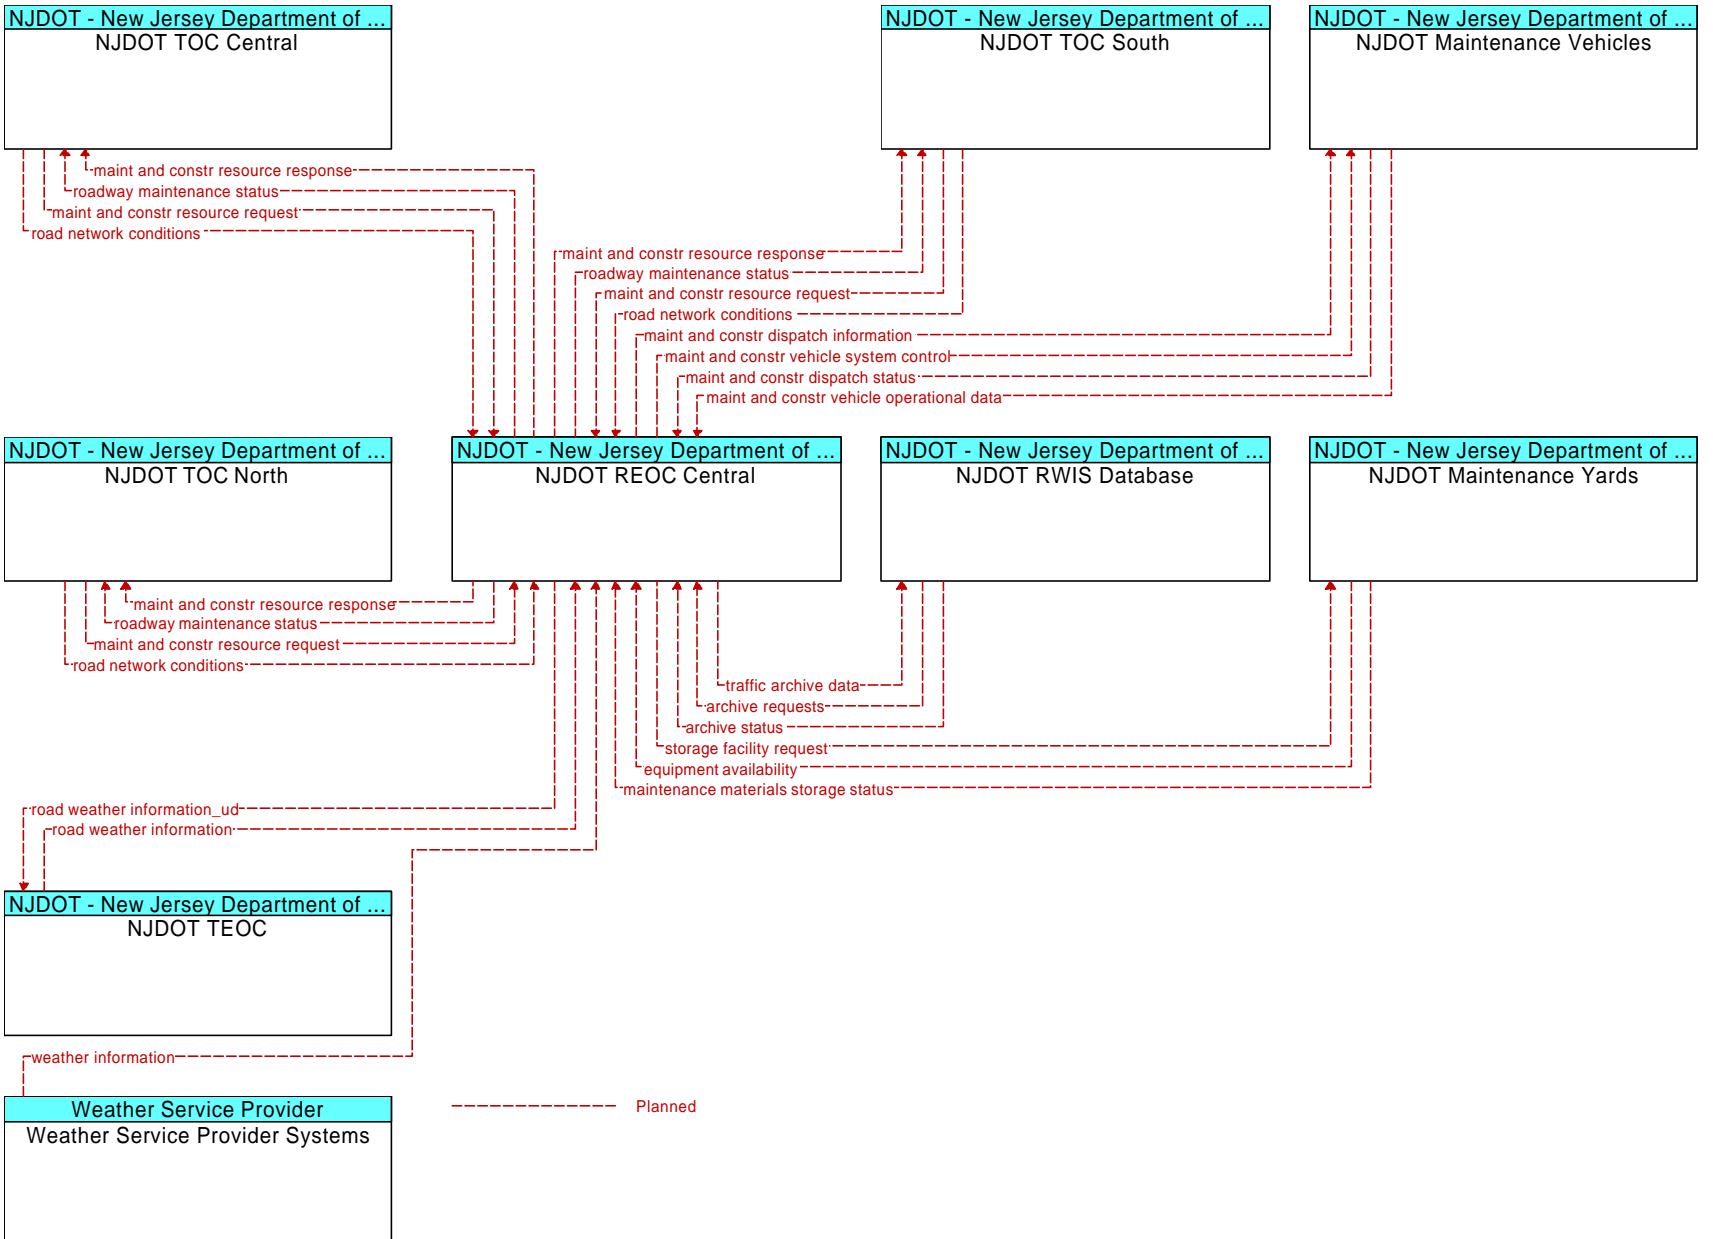 NJDOT - New Jersey Department of ...
NJDOT TOC Central
NJDOT - New Jersey Department of ...
NJDOT TOC South
NJDOT - New Jersey Department of ...
NJDOT Maintenance Vehicles
maint and constr resource response
roadway maintenance status
maint and constr resource request
road network conditions
maint and constr resource response
roadway maintenance status
maint and constr resource request
road network conditions
maint and constr dispatch information
maint and constr vehicle system control
maint and constr dispatch status
maint and constr vehicle operational data
NJDOT - New Jersey Department of ...
NJDOT TOC North
NJDOT - New Jersey Department of ...
NJDOT REOC Central
NJDOT - New Jersey Department of ...
NJDOT RWIS Database
NJDOT - New Jersey Department of ...
NJDOT Maintenance Yards
maint and constr resource response
roadway maintenance status
maint and constr resource request
road network conditions
traffic archive data
archive requests
archive status
storage facility request
equipment availability
maintenance materials storage status
road weather information_ud
road weather information
NJDOT - New Jersey Department of ...
NJDOT TEOC
weather information
Weather Service Provider
Weather Service Provider Systems
Planned